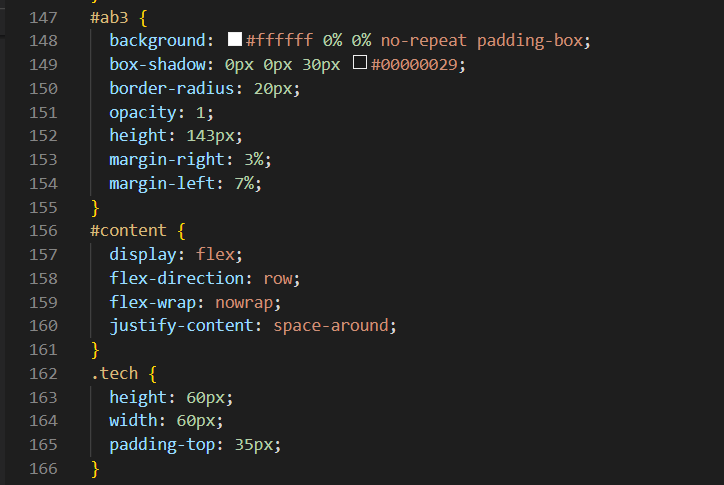 147 #ab3 {
148 background: #ffffff 0% 0% no-repeat padding-box;
149 box-shadow: 0px 0px 30px #00000029;
150 border-radius: 20px;
151 opacity: 1;
152 height: 143px;
153 margin-right: 3%;
154 margin-left: 7%;
155 }
156 #content {
157 display: flex;
158 flex-direction: row;
159 flex-wrap: nowrap;
160 justify-content: space-around;
161 }
162 .tech {
163 height: 60px;
164 width: 60px;
165 padding-top: 35px;
166 }